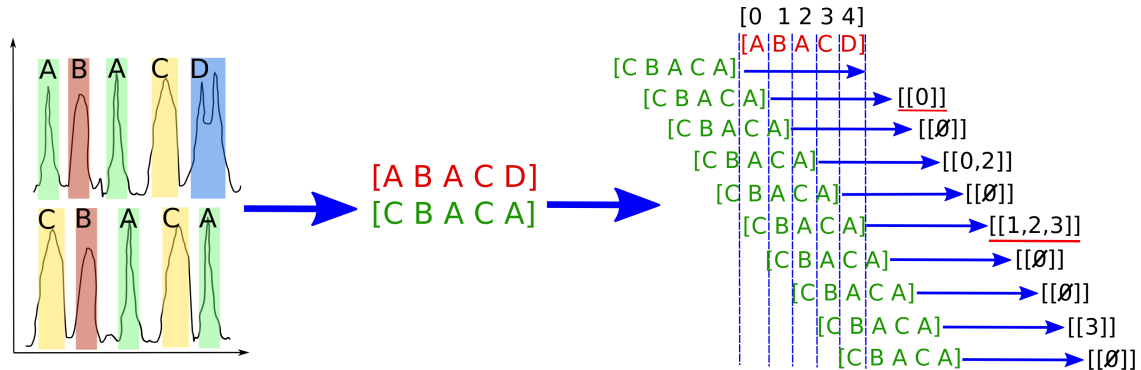 A B A C D
C B A C A
[A B A C D]
[C B A C A]
[0 1 2 3 4]
[A B A C D]
[C B A C A]
[C B A C A] [[0]]
[C B A C A] [[Ø]]
[C B A C A] [[0,2]]
[C B A C A] [[Ø]]
[C B A C A] [[1,2,3]]
[C B A C A] [[Ø]]
[C B A C A] [[Ø]]
[C B A C A] [[3]]
[C B A C A] [[Ø]]